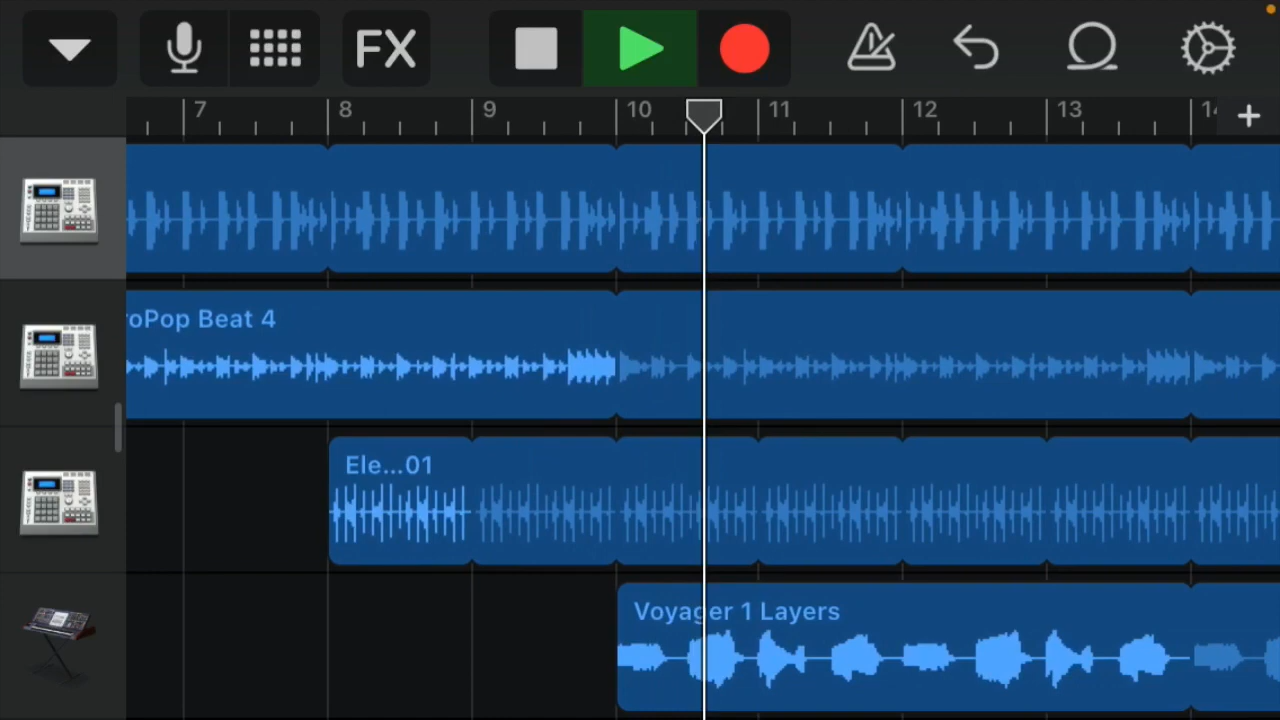 FX
7 8 9 10 11 12 13
roPop Beat 4
Ele...01
Voyager 1 Layers